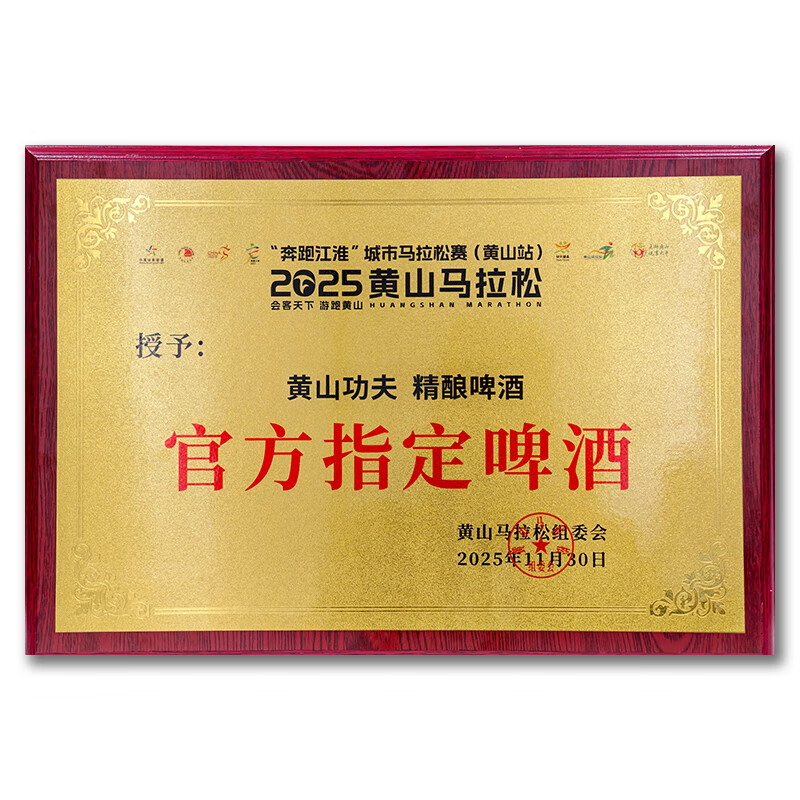 “奔跑江淮”城市马拉松赛（黄山站）
2025黄山马拉松
会客天下 游跑黄山 HUANGSHAN MARATHON
授予：
黄山功夫 精酿啤酒
官方指定啤酒
黄山马拉松组委会
2025年11月30日
组委会